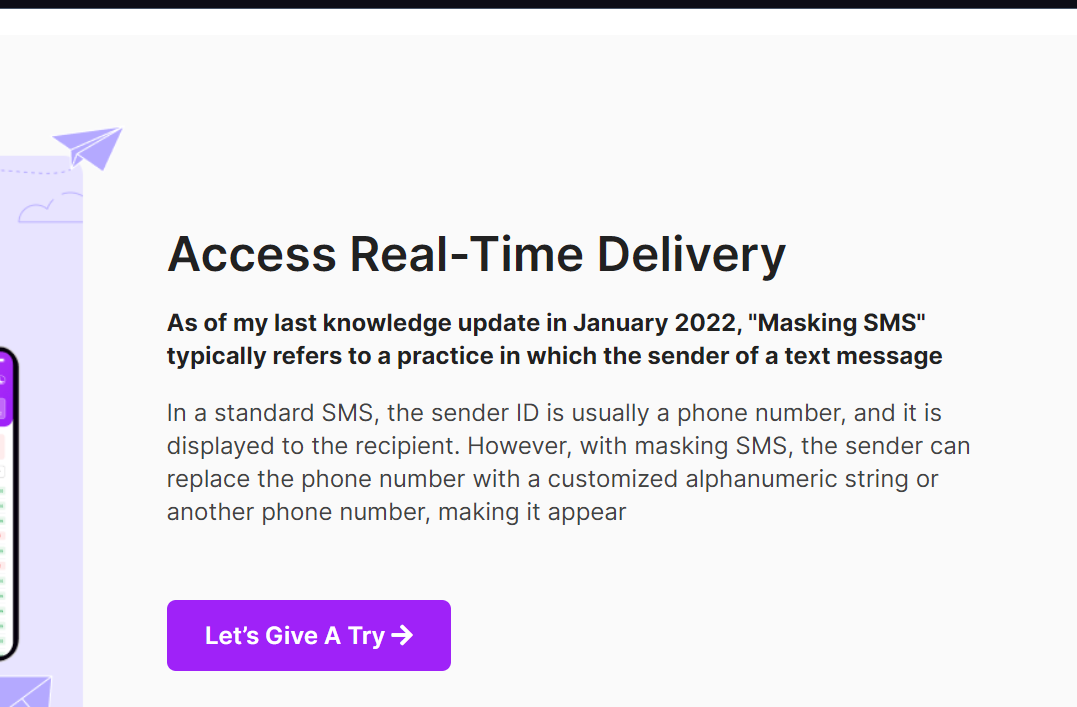 Access Real-Time Delivery
As of my last knowledge update in January 2022, "Masking SMS"
typically refers to a practice in which the sender of a text message
In a standard SMS, the sender ID is usually a phone number, and it is
displayed to the recipient. However, with masking SMS, the sender can
replace the phone number with a customized alphanumeric string or
another phone number, making it appear
Let’s Give A Try